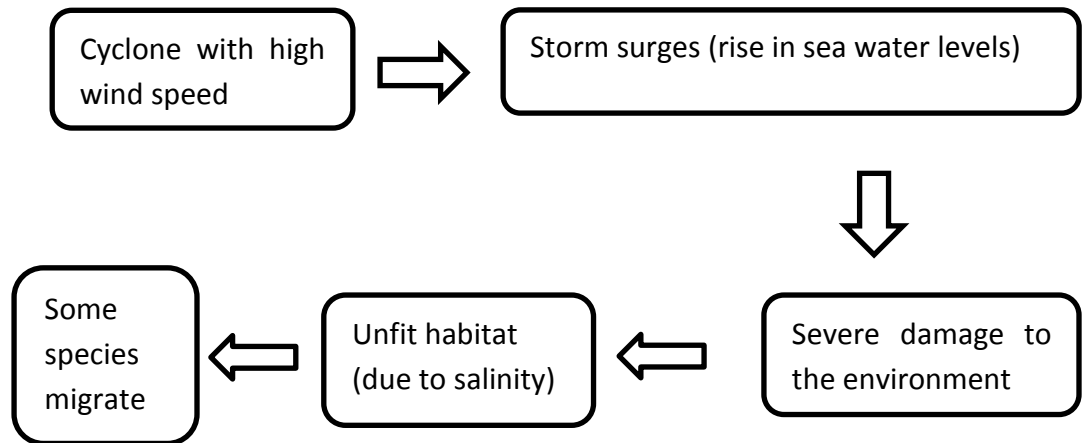 Cyclone with high
wind speed
Storm surges (rise in sea water levels)
Severe damage to
the environment
Unfit habitat
(due to salinity)
Some
species
migrate